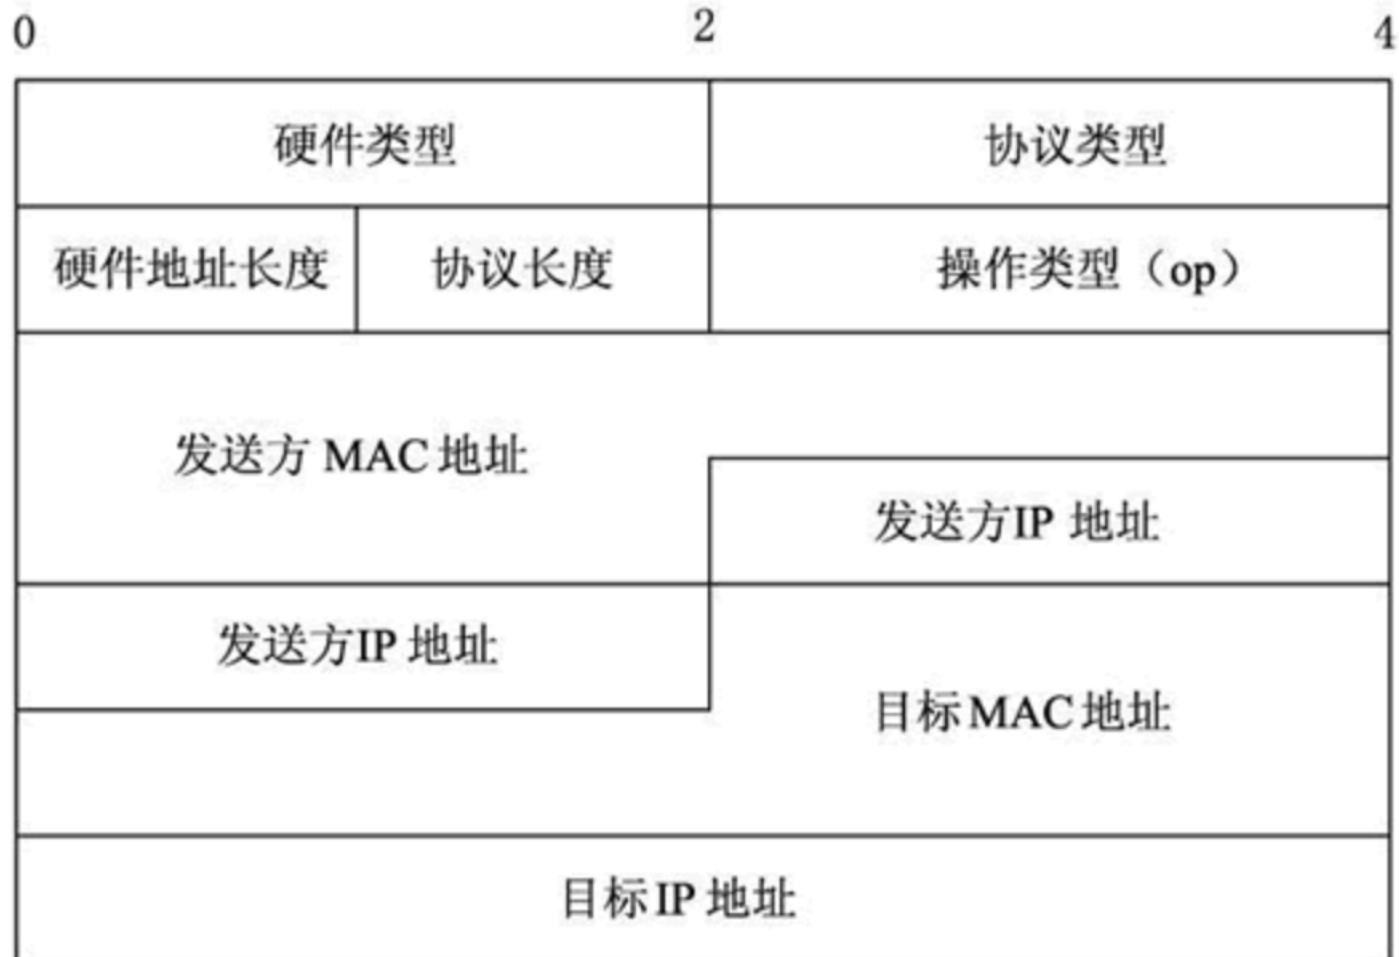 0 2 4
硬件类型 协议类型
硬件地址长度 协议长度 操作类型（op）
发送方 MAC 地址
发送方IP 地址
发送方IP 地址
目标MAC 地址
目标IP 地址